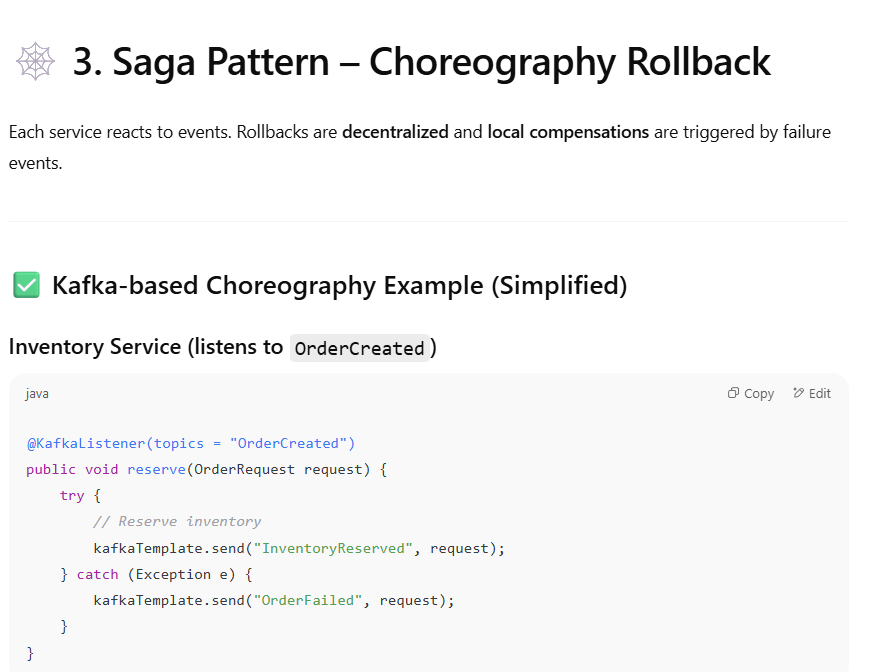 3. Saga Pattern – Choreography Rollback
Each service reacts to events. Rollbacks are decentralized and local compensations are triggered by failure
events.
Kafka-based Choreography Example (Simplified)
Inventory Service (listens to OrderCreated)
java
Copy
Edit
@KafkaListener(topics = "OrderCreated")
public void reserve(OrderRequest request) {
    try {
        // Reserve inventory
        kafkaTemplate.send("InventoryReserved", request);
    } catch (Exception e) {
        kafkaTemplate.send("OrderFailed", request);
    }
}